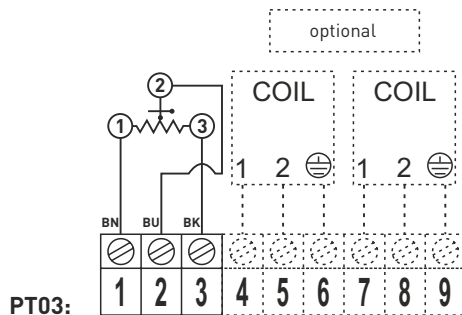 optional
2
COIL COIL
1 3
1 2 1 2
BN BU BK
PT03: 1 2 3 4 5 6 7 8 9